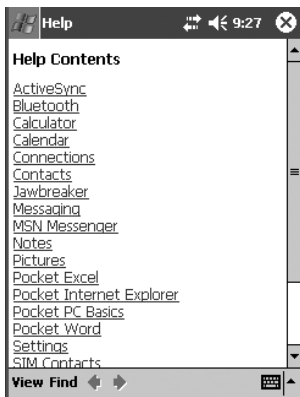 Help 9:27
Help Contents
ActiveSync
Bluetooth
Calculator
Calendar
Connections
Contacts
Jawbreaker
Messaging
MSN Messenger
Notes
Pictures
Pocket Excel
Pocket Internet Explorer
Pocket PC Basics
Pocket Word
Settings
SIM Contacts
View Find